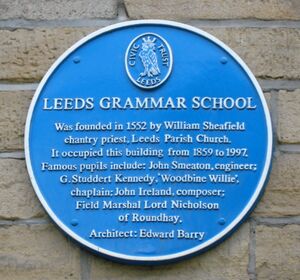 CIVIC TRUST
LEEDS
LEEDS GRAMMAR SCHOOL
Was founded in 1552 by William Sheafield
chantry priest, Leeds Parish Church.
It occupied this building from 1859 to 1997.
Famous pupils include: John Smeaton, engineer;
G. Studdert Kennedy, 'Woodbine Willie',
chaplain; John Ireland, composer;
Field Marshal Lord Nicholson
of Roundhay.
Architect: Edward Barry